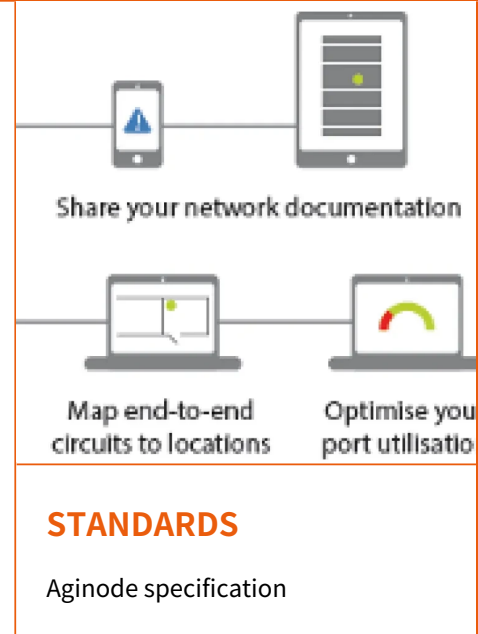 Share your network documentation
Map end-to-end
circuits to locations
Optimise you
port utilisatio
STANDARDS
Aginode specification